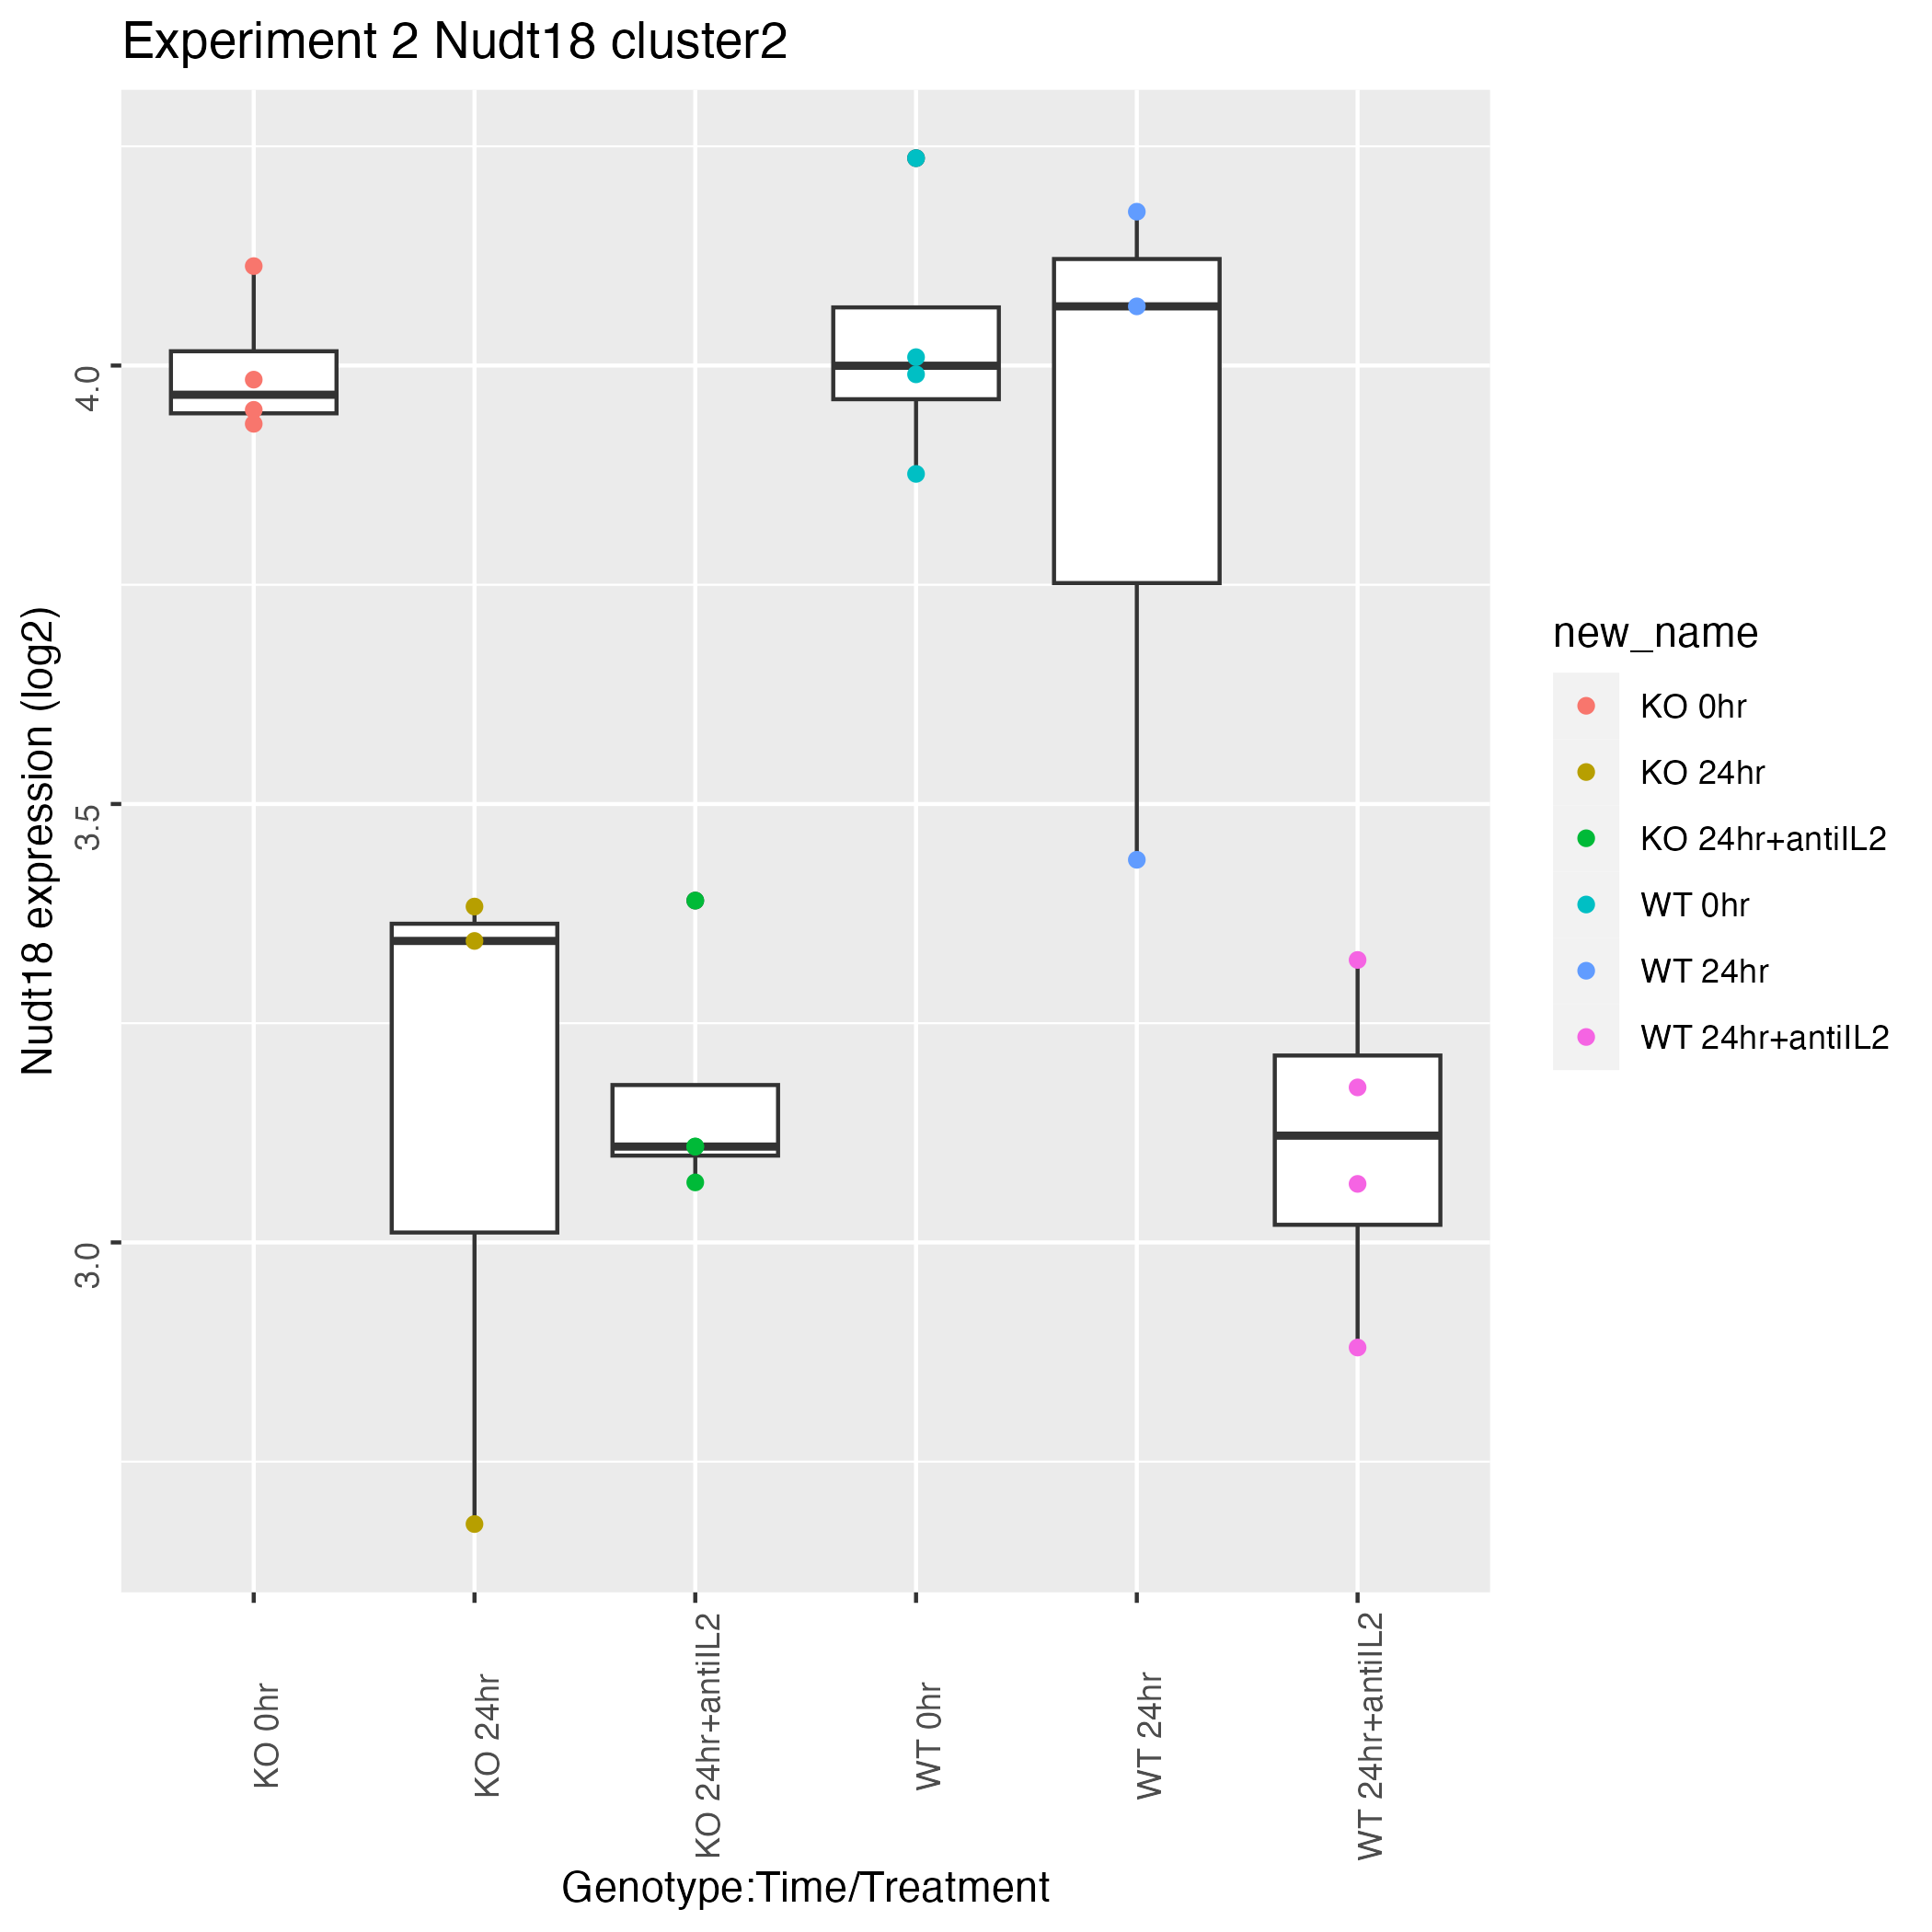 Experiment 2 Nudt18 cluster2
Nudt18 expression (log2)
4.0
3.5
3.0
KO 0hr
KO 24hr
KO 24hr+antiIL2
WT 0hr
WT 24hr
WT 24hr+antiIL2
Genotype:Time/Treatment
new_name
KO 0hr
KO 24hr
KO 24hr+antiIL2
WT 0hr
WT 24hr
WT 24hr+antiIL2